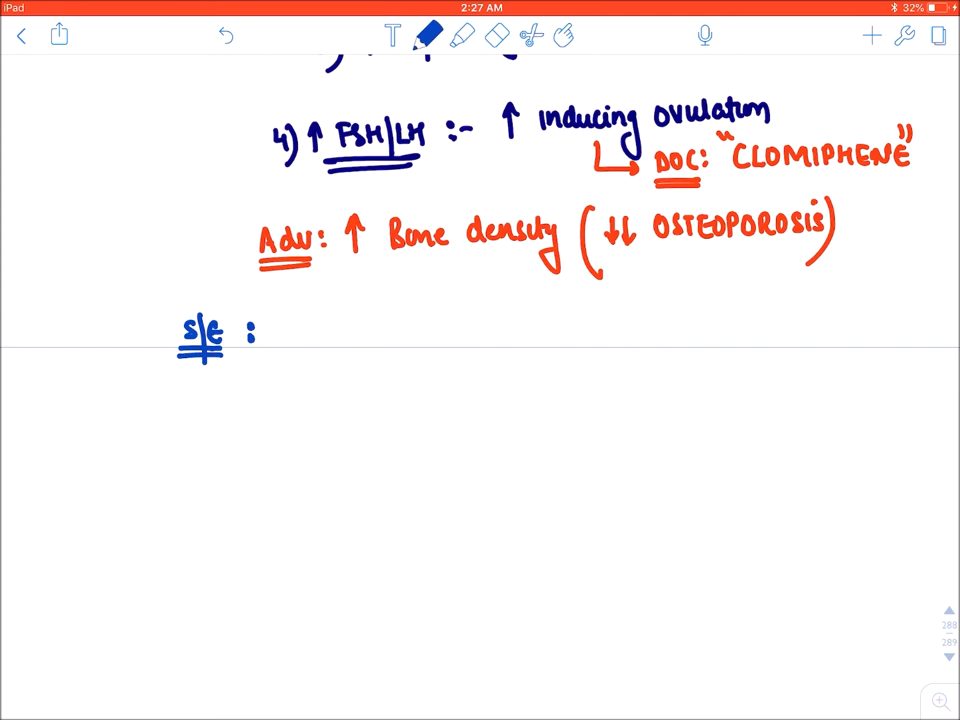 iPad 2:27 AM 32%
T
4) ↑ FSH/LH :- ↑ Inducing ovulation
DOC: "CLOMIPHENE"
Adv: ↑ Bone density (↓↓ OSTEOPOROSIS)
S/E :
288
289